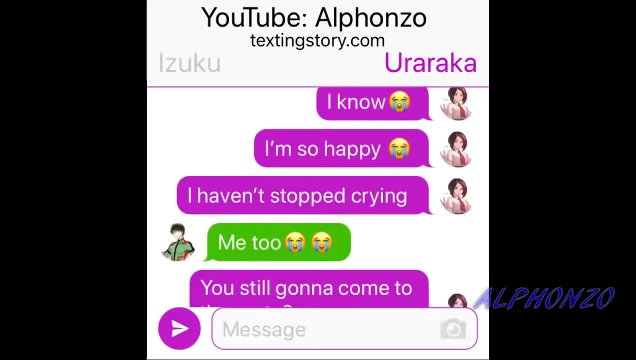 YouTube: Alphonzo
textingstory.com
Izuku
Uraraka
I know😭
I'm so happy 😭
I haven't stopped crying
Me too😭😭
You still gonna come to
Message
ALPHONZO